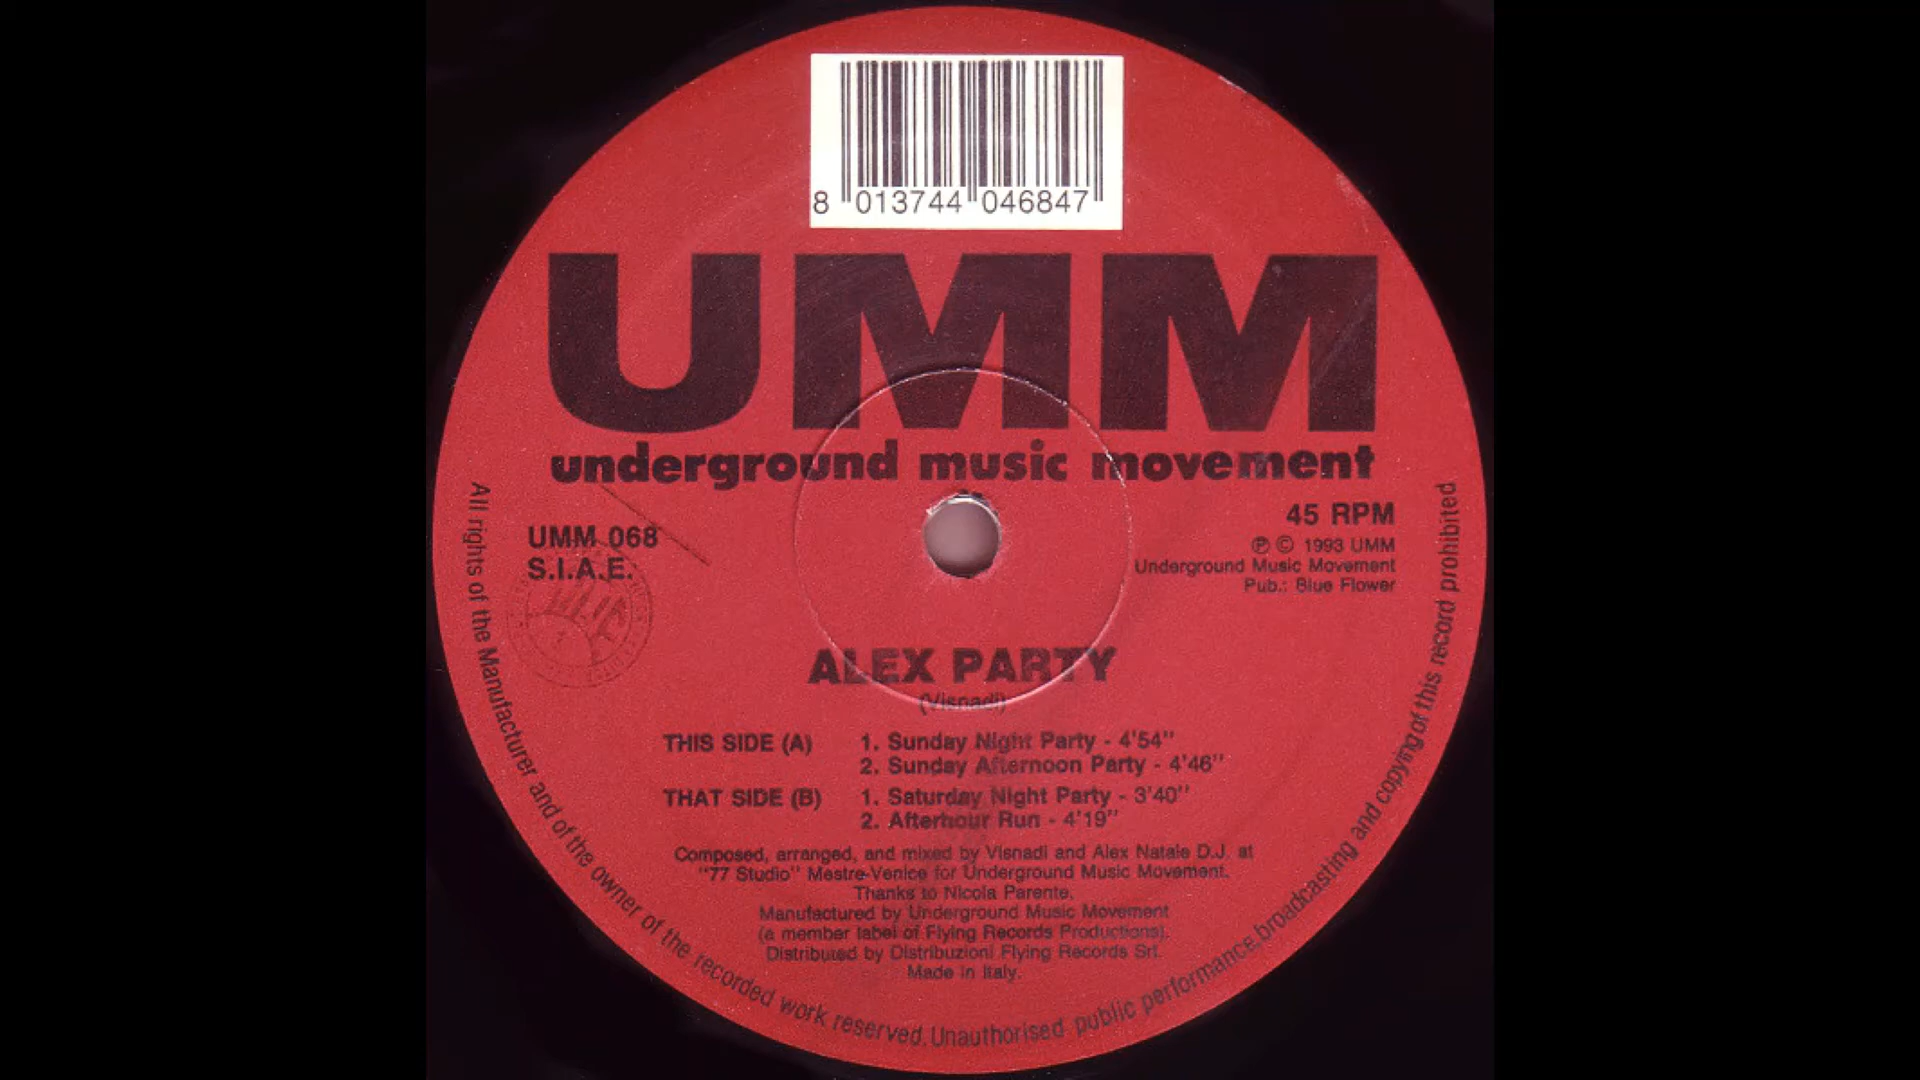 8 013744 046847
UMM
underground music movement
UMM 068
S.I.A.E.
45 RPM
Ⓟ © 1993 UMM
Underground Music Movement
Pub.: Blue Flower
ALEX PARTY
(Visnadi)
THIS SIDE (A) 1. Sunday Night Party - 4'54"
2. Sunday Afternoon Party - 4'46"
THAT SIDE (B) 1. Saturday Night Party - 3'40"
2. Afterhour Run - 4'19"
Composed, arranged, and mixed by Visnadi and Alex Natale D.J. at
"77 Studio" Mestre-Venice for Underground Music Movement.
Thanks to Nicola Parente.
Manufactured by Underground Music Movement
(a member label of Flying Records Productions).
Distributed by Distribuzioni Flying Records Srl.
Made in Italy.
All rights of the Manufacturer and of the owner of the recorded work reserved. Unauthorised public performance, broadcasting and copying of this record prohibited